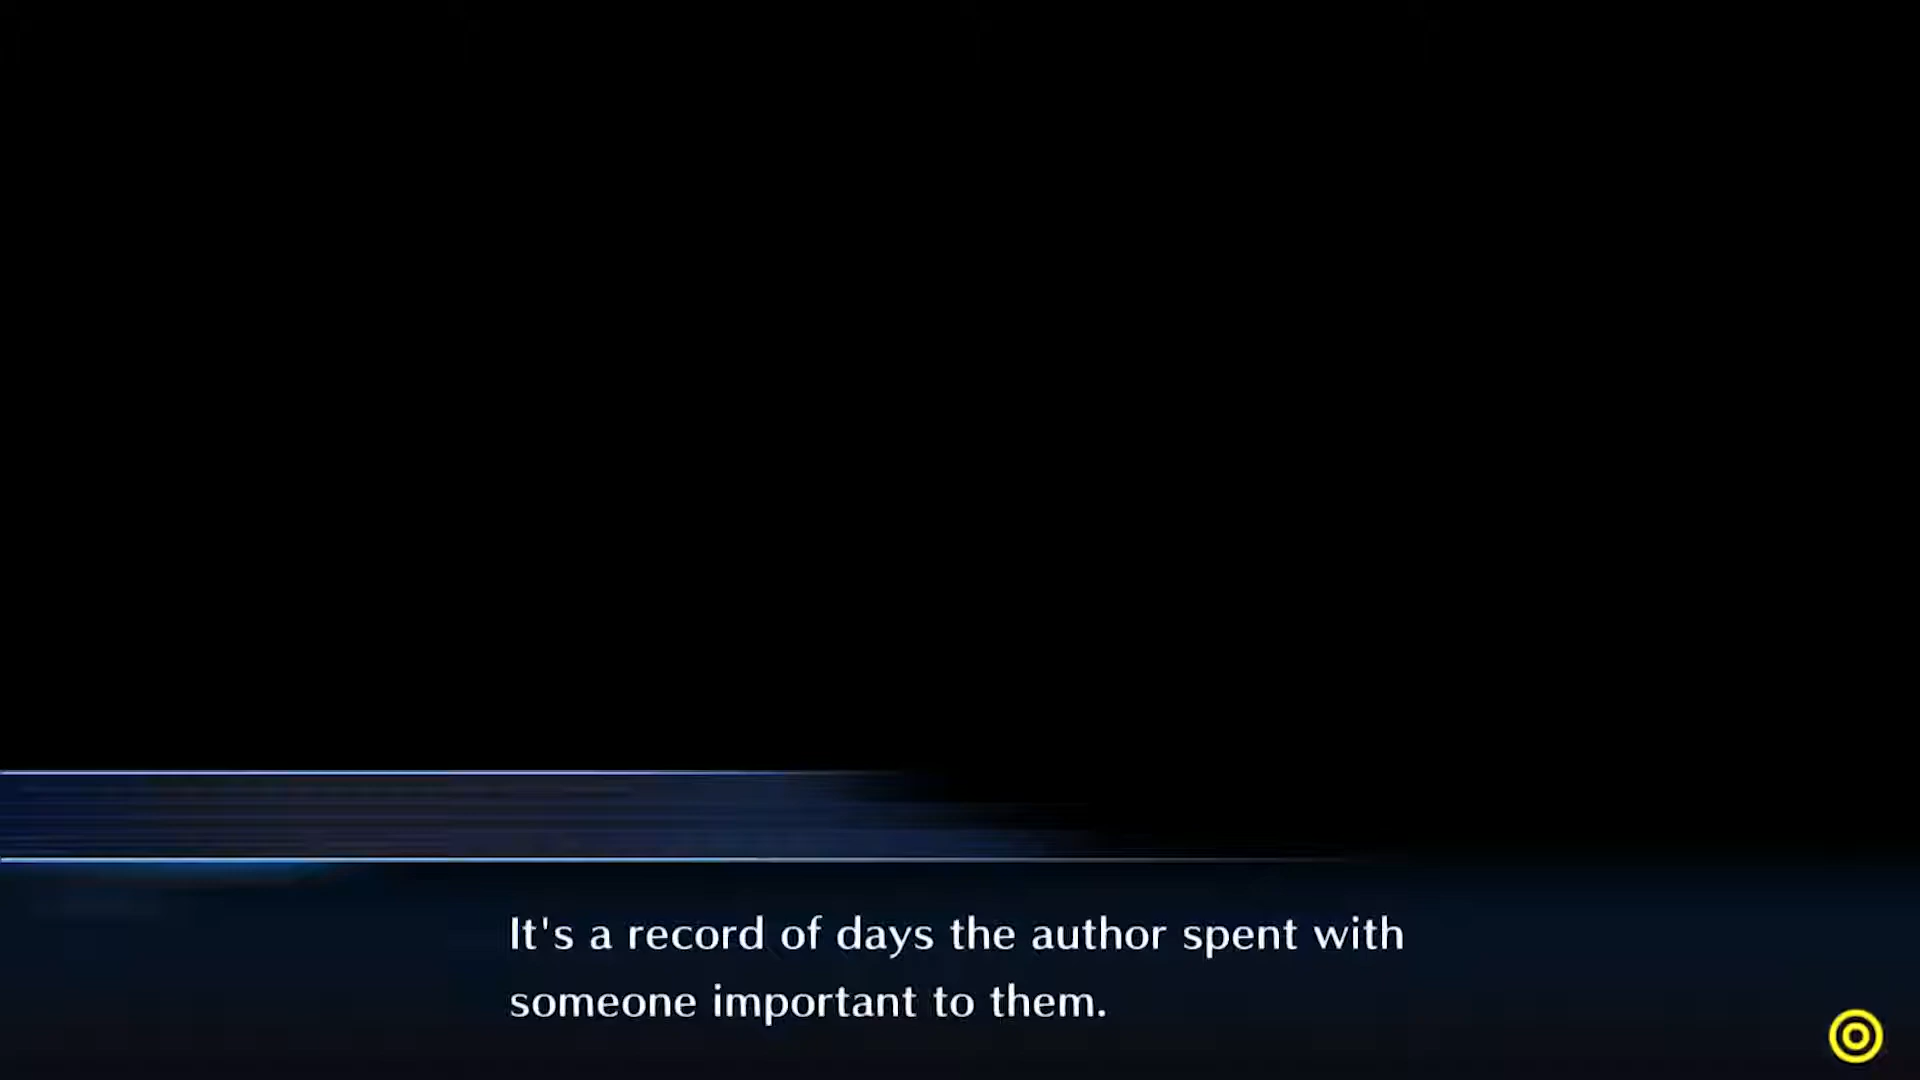 It's a record of days the author spent with
someone important to them.